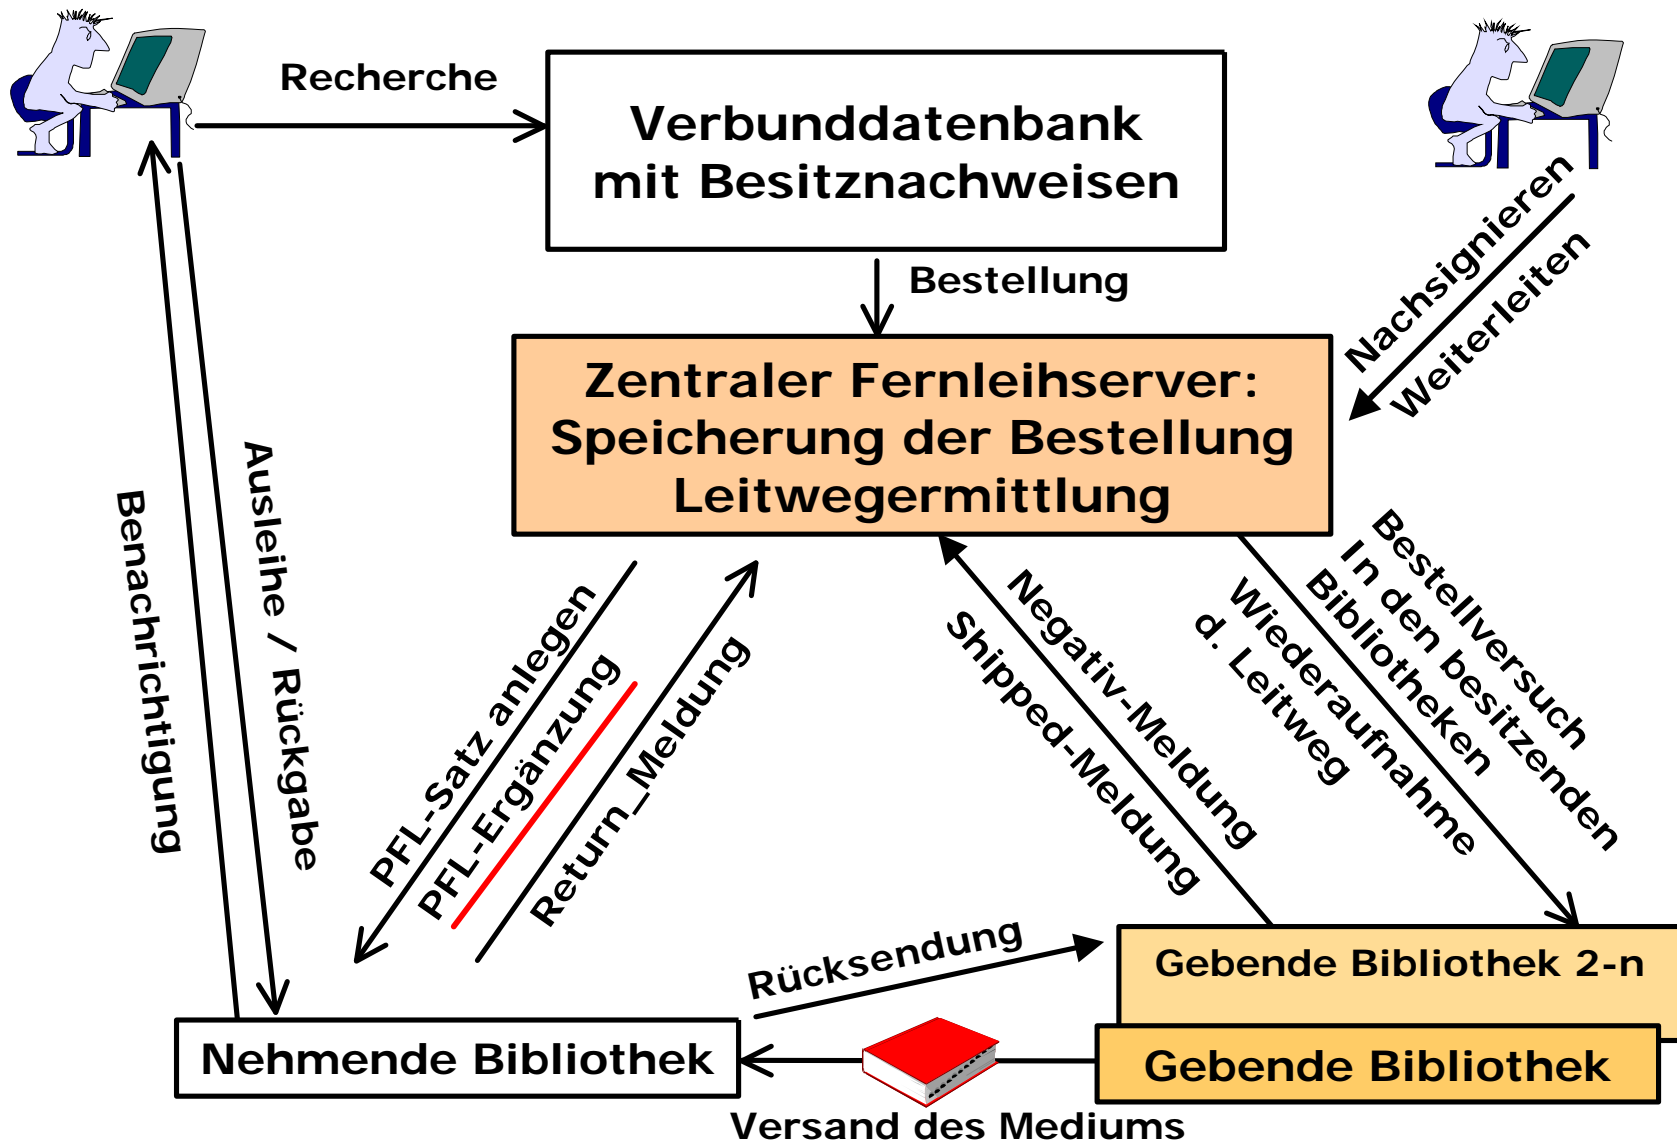 Recherche
Verbunddatenbank
mit Besitznachweisen
Nachsignieren
Weiterleiten
Bestellung
Zentraler Fernleihserver:
Speicherung der Bestellung
Leitwegermittlung
Benachrichtigung
Ausleihe / Rückgabe
PFL-Satz anlegen
PFL-Ergänzung
Return_Meldung
Negativ-Meldung
Shipped-Meldung
Bestellversuch
In den besitzenden
Bibliotheken
Wiederaufnahme
d. Leitweg
Rücksendung
Gebende Bibliothek 2-n
Nehmende Bibliothek
Gebende Bibliothek
Versand des Mediums